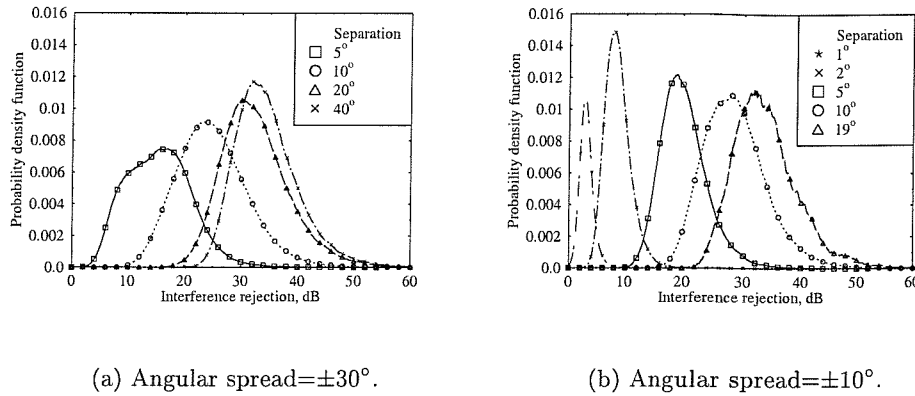 0.016
0.014
0.012
0.01
0.008
0.006
0.004
0.002
0.000
Probability density function
0 10 20 30 40 50 60
Interference rejection, dB
Separation
5°
10°
20°
40°
(a) Angular spread=±30°.
0.016
0.014
0.012
0.01
0.008
0.006
0.004
0.002
0.000
Probability density function
0 10 20 30 40 50 60
Interference rejection, dB
Separation
1°
2°
5°
10°
19°
(b) Angular spread=±10°.